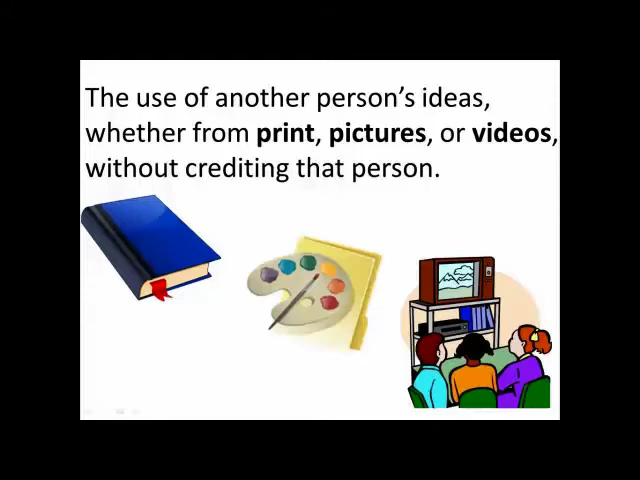 The use of another person’s ideas,
whether from print, pictures, or videos,
without crediting that person.